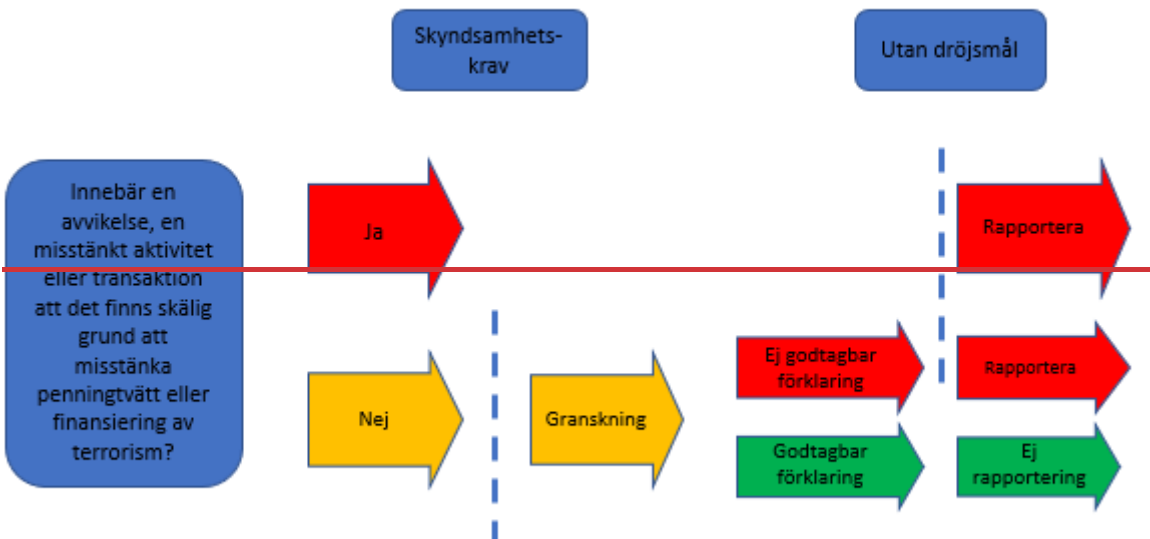 Skyndsamhets-
krav
Utan dröjsmål
Innebär en
avvikelse, en
misstänkt aktivitet
eller transaktion
att det finns skälig
grund att
misstänka
penningtvätt eller
finansiering av
terrorism?
Ja
Rapportera
Nej
Granskning
Ej godtagbar
förklaring
Rapportera
Godtagbar
förklaring
Ej
rapportering